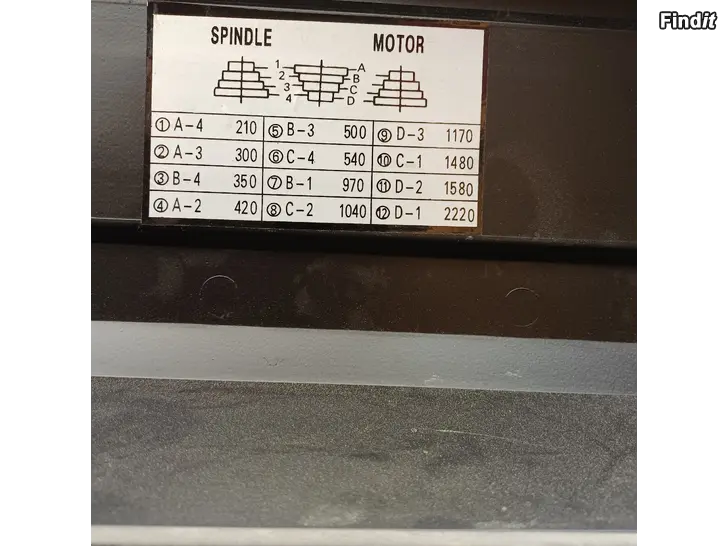 Findit
SPINDLE MOTOR
1 A
2 B
3 C
4 D
① A-4 210 ⑤ B-3 500 ⑨ D-3 1170
② A-3 300 ⑥ C-4 540 ⑩ C-1 1480
③ B-4 350 ⑦ B-1 970 ⑪ D-2 1580
④ A-2 420 ⑧ C-2 1040 ⑫ D-1 2220